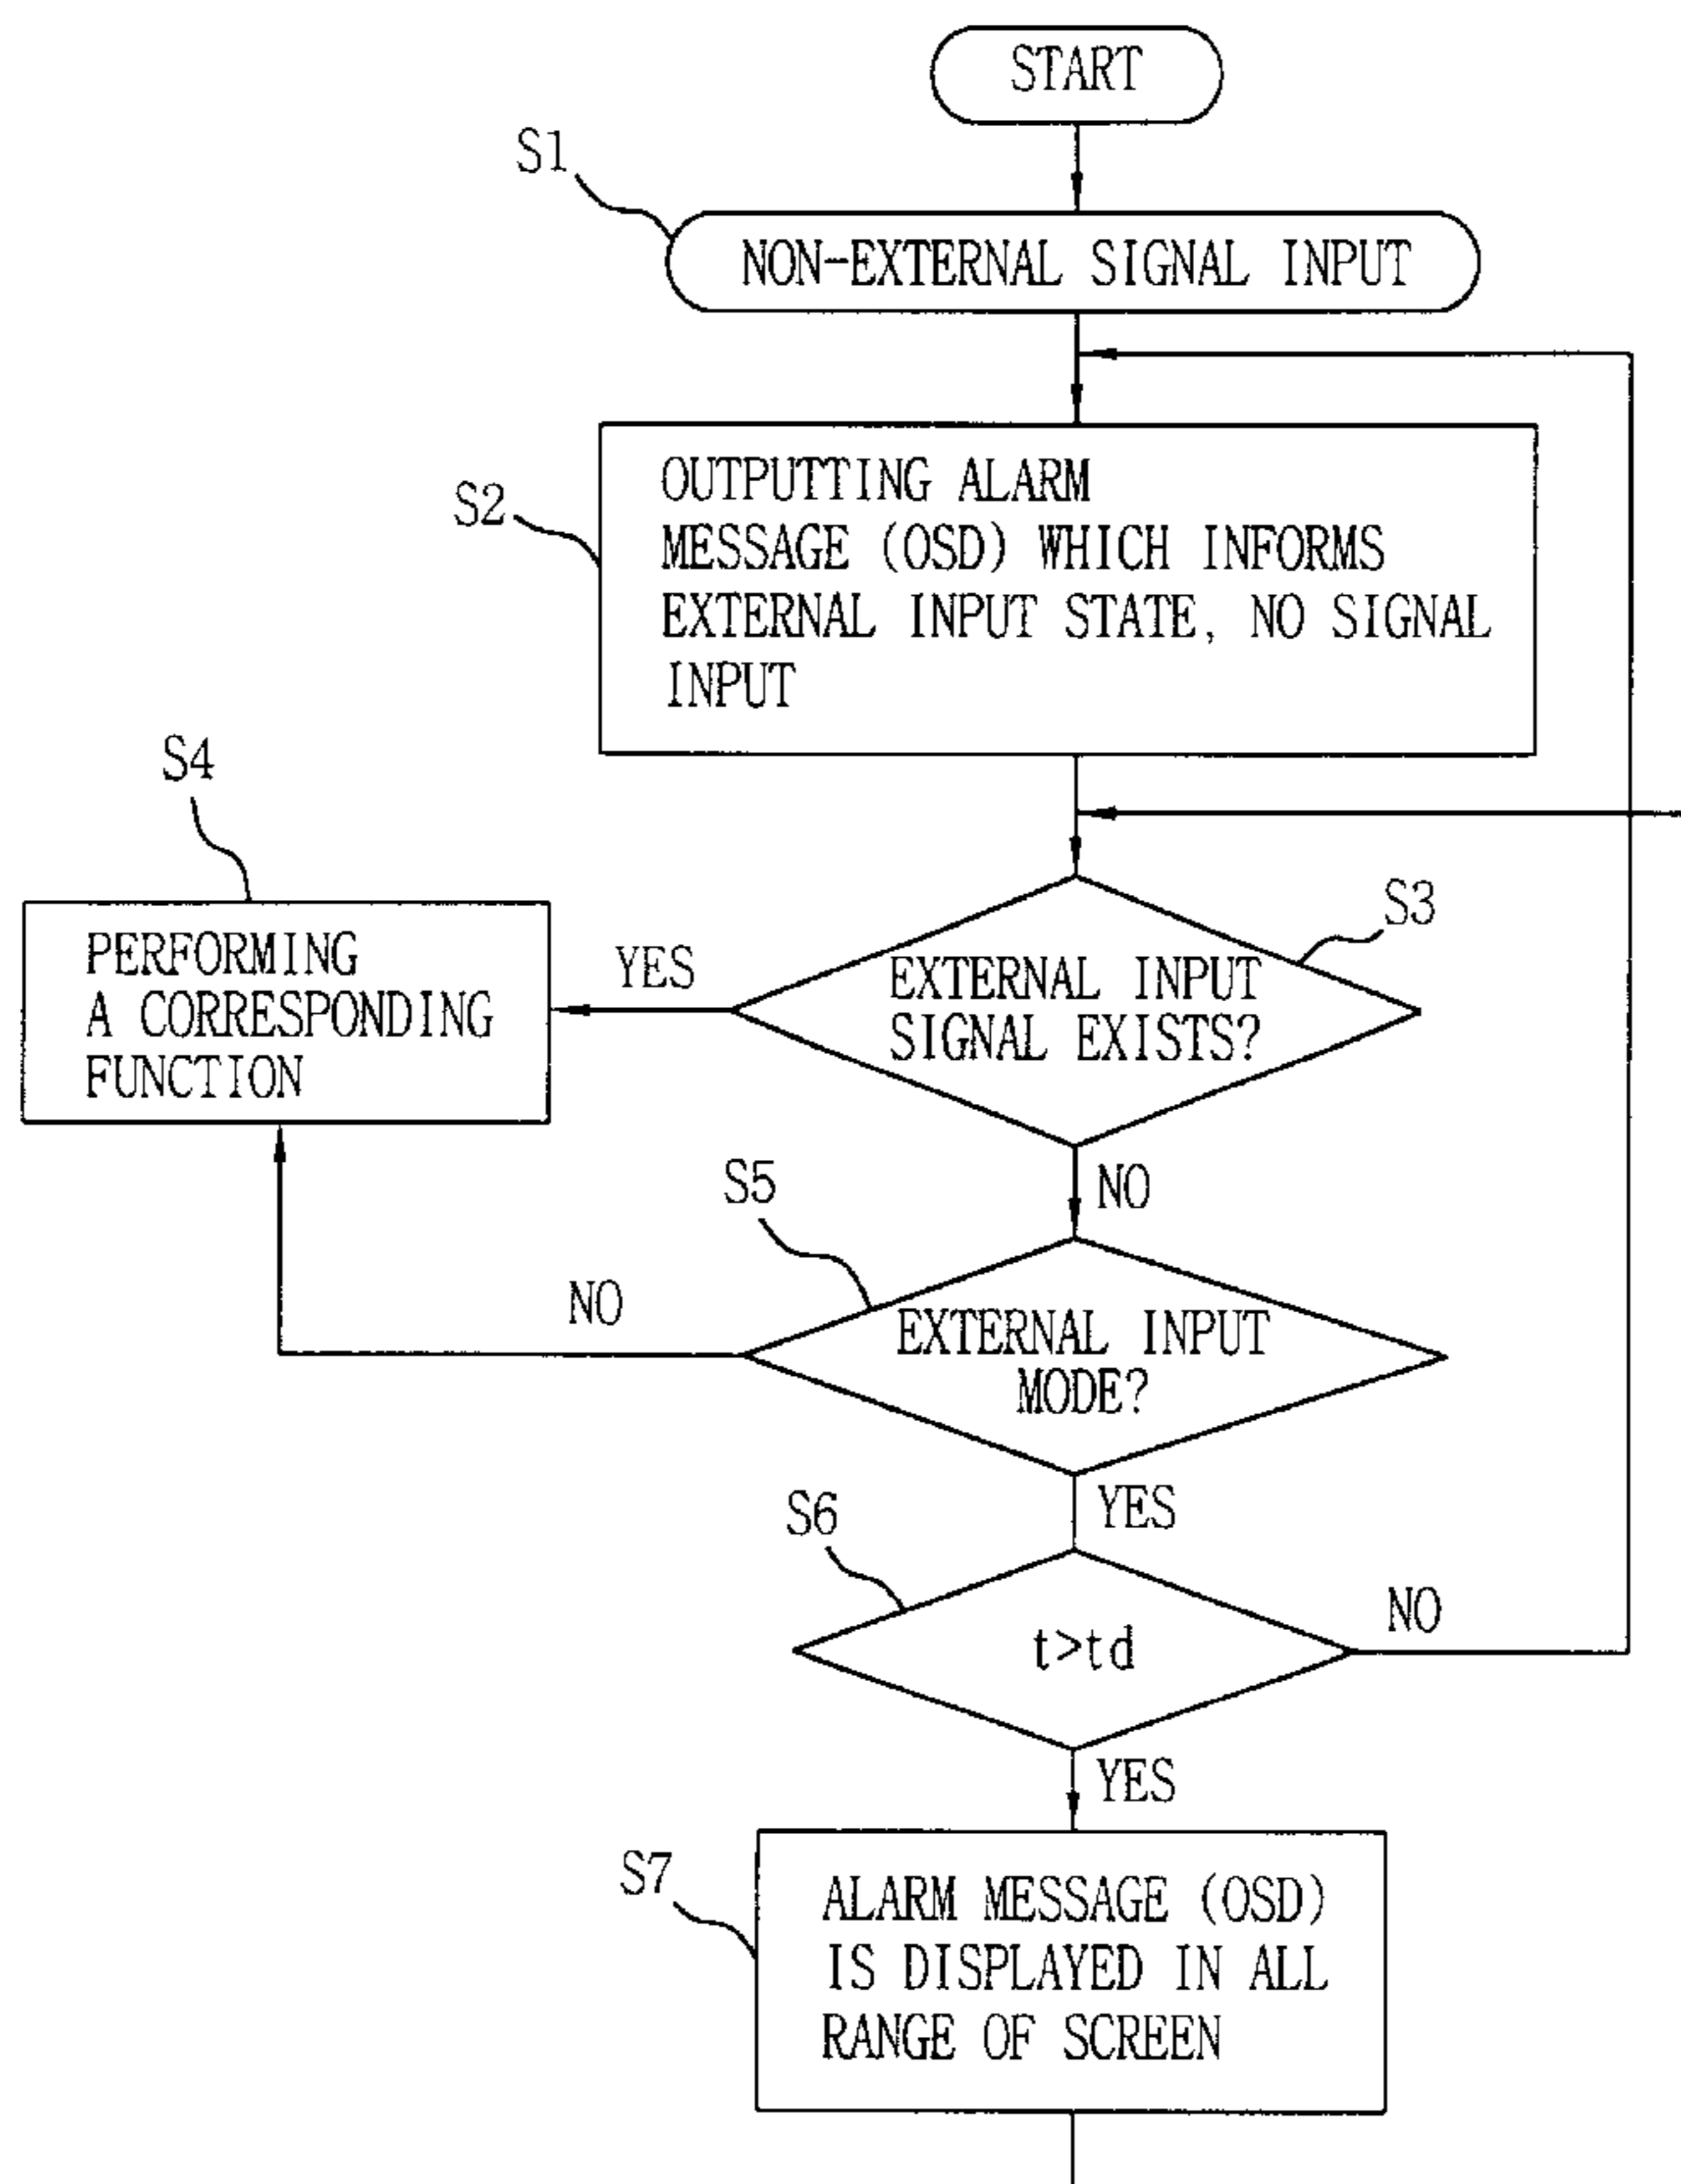 START
S1
NON-EXTERNAL SIGNAL INPUT
S2
OUTPUTTING ALARM
MESSAGE (OSD) WHICH INFORMS
EXTERNAL INPUT STATE, NO SIGNAL
INPUT
S4
PERFORMING
A CORRESPONDING
FUNCTION
YES
S3
EXTERNAL INPUT
SIGNAL EXISTS?
NO
S5
NO
EXTERNAL INPUT
MODE?
YES
S6
t>td
NO
YES
S7
ALARM MESSAGE (OSD)
IS DISPLAYED IN ALL
RANGE OF SCREEN